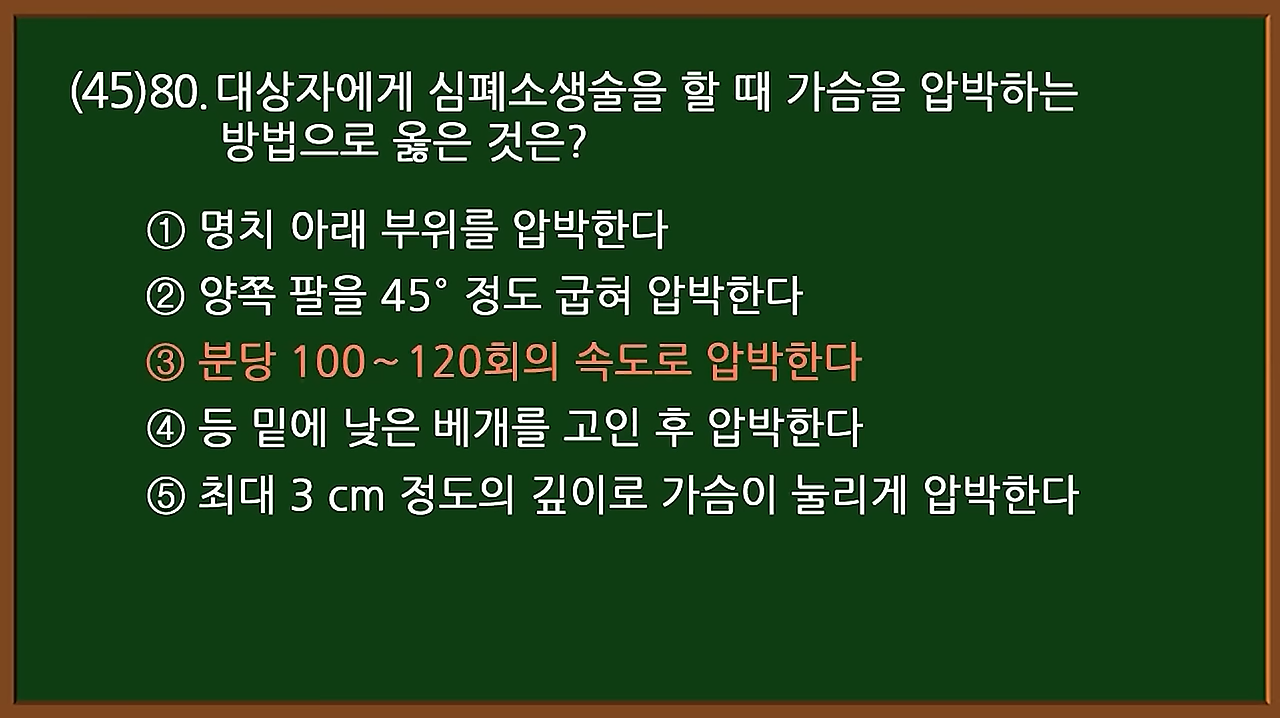 (45)80. 대상자에게 심폐소생술을 할 때 가슴을 압박하는
방법으로 옳은 것은?
① 명치 아래 부위를 압박한다
② 양쪽 팔을 45° 정도 굽혀 압박한다
③ 분당 100~120회의 속도로 압박한다
④ 등 밑에 낮은 베개를 고인 후 압박한다
⑤ 최대 3 cm 정도의 깊이로 가슴이 눌리게 압박한다